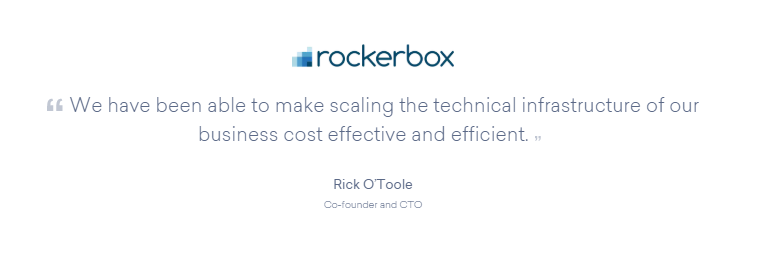 rockerbox
“ We have been able to make scaling the technical infrastructure of our
business cost effective and efficient. ”
Rick O'Toole
Co-founder and CTO